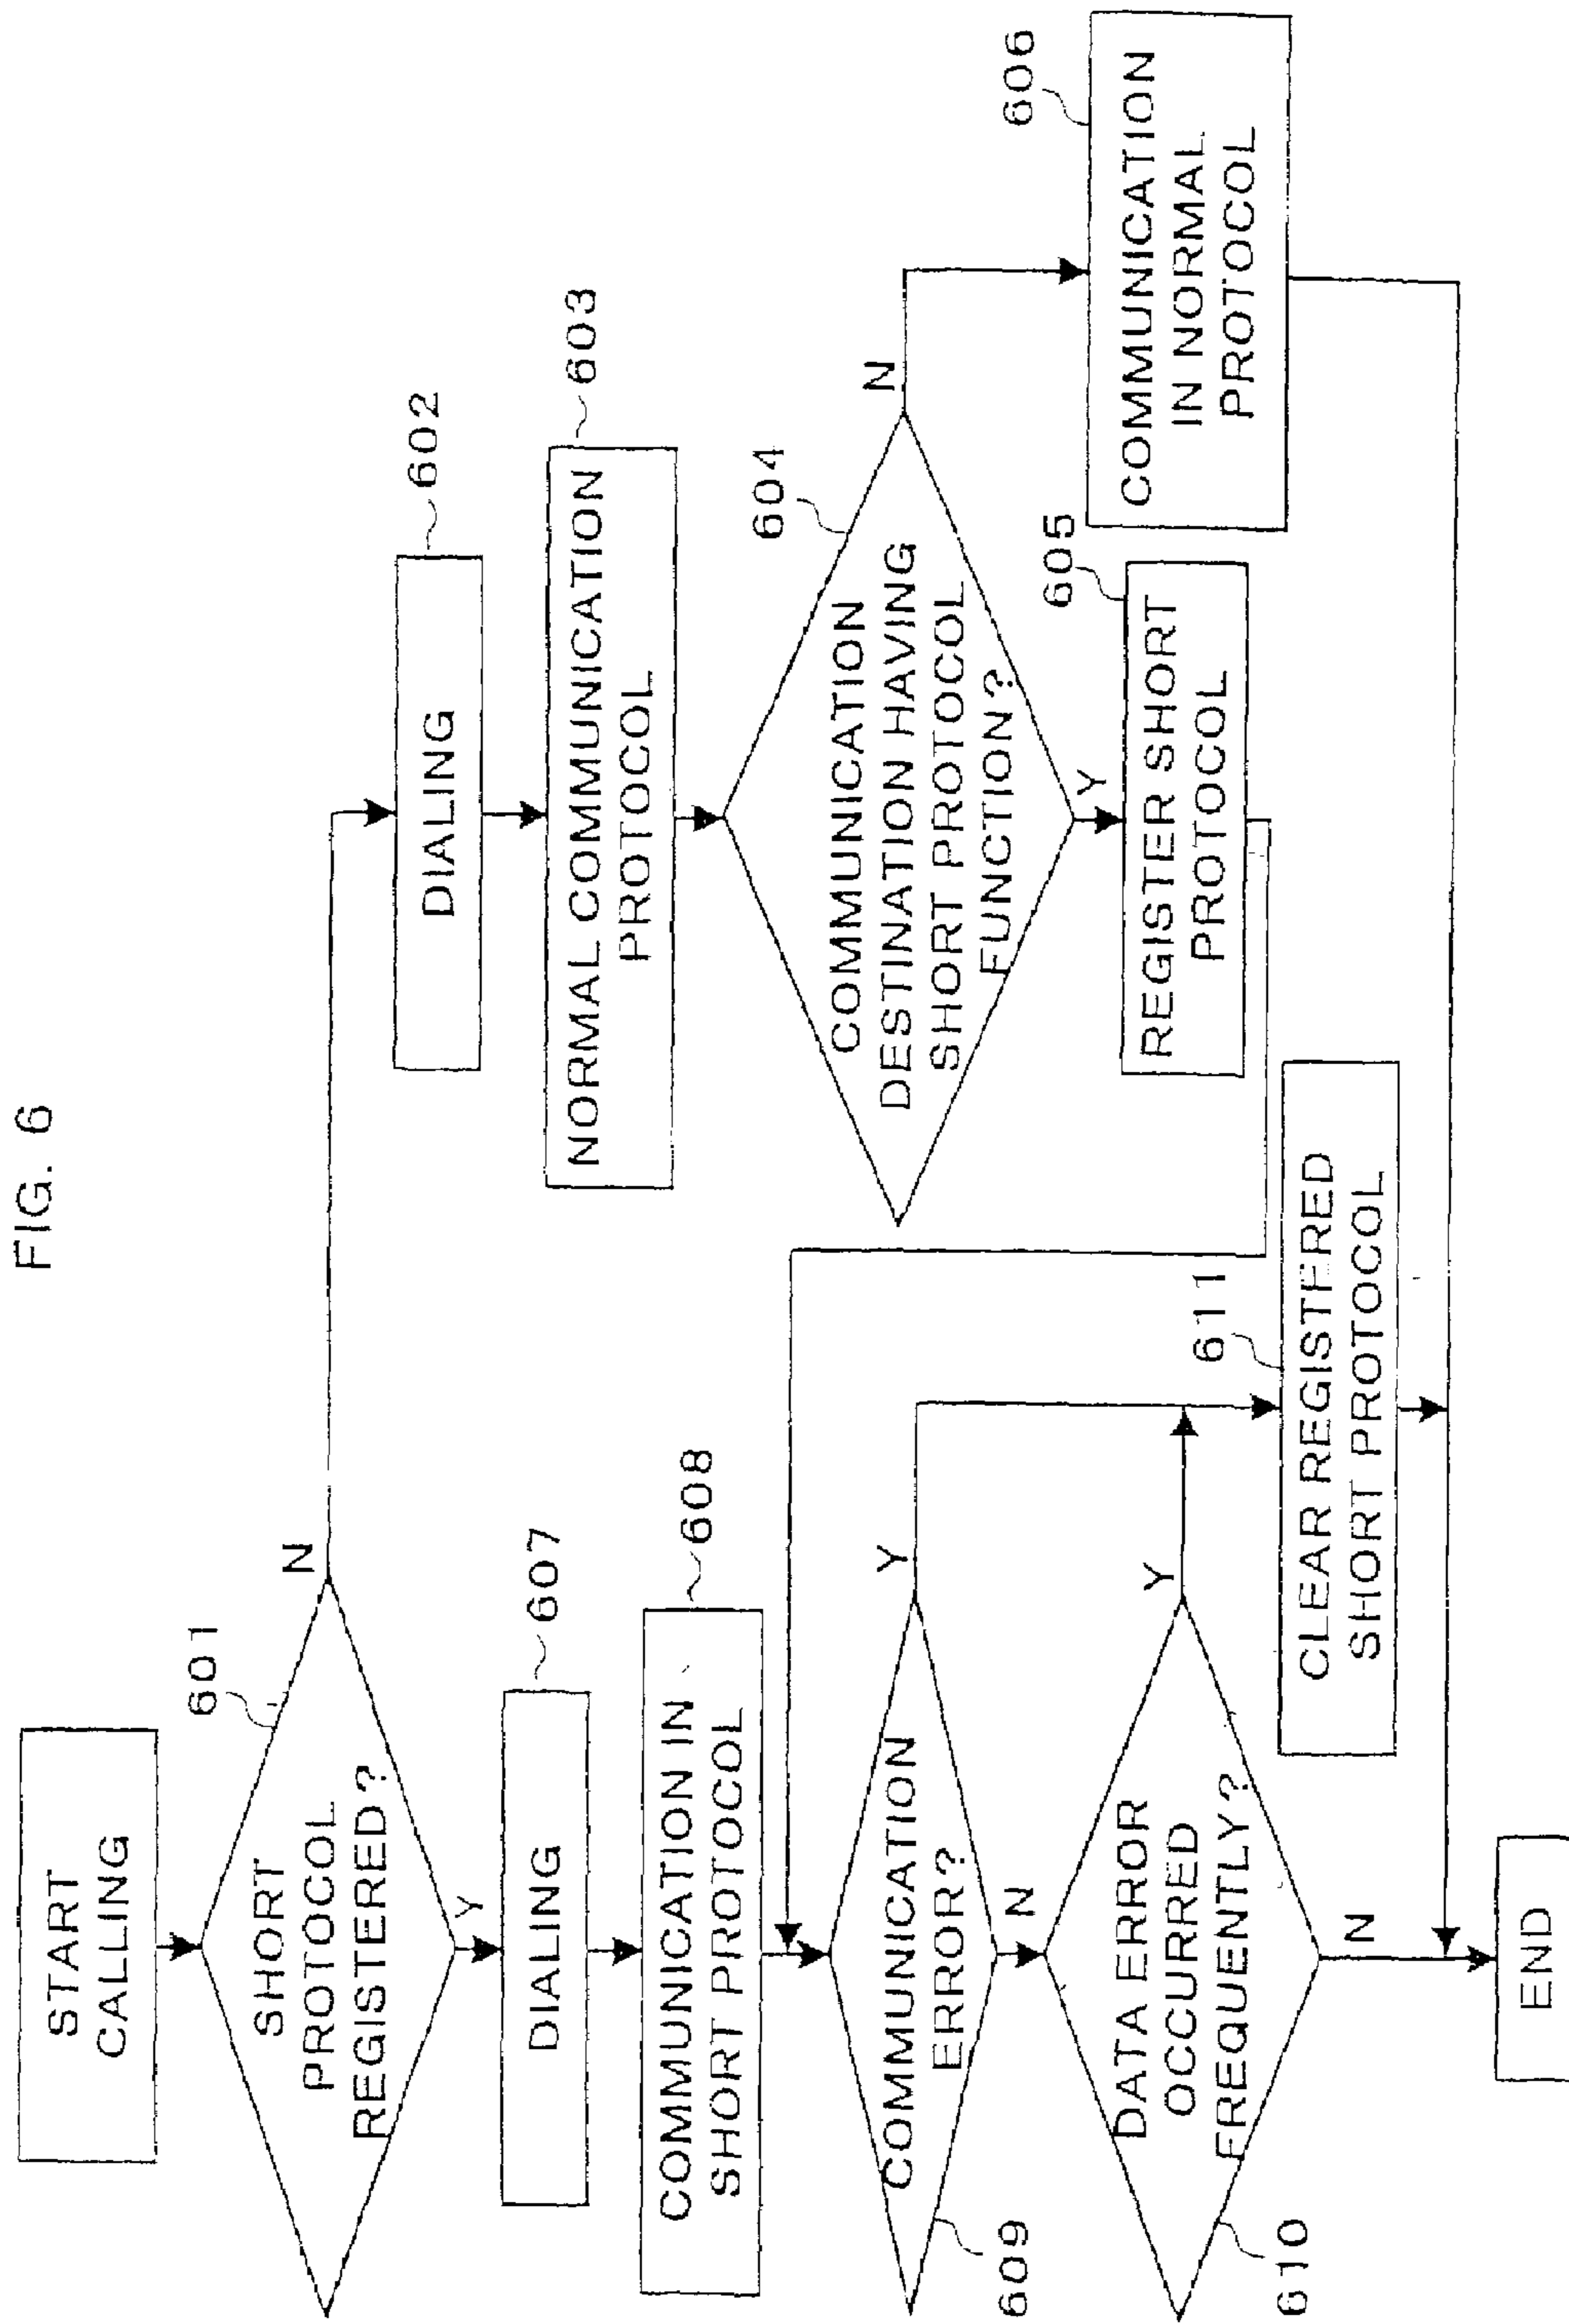 FIG. 6
START
CALLING
601
SHORT
PROTOCOL
REGISTERED?
N
Y
607
DIALING
608
COMMUNICATION IN
SHORT PROTOCOL
COMMUNICATION
ERROR?
609
Y
N
DATA ERROR
OCCURRED
FREQUENTLY?
610
Y
N
611
CLEAR REGISTERED
SHORT PROTOCOL
END
602
DIALING
603
NORMAL COMMUNICATION
PROTOCOL
604
COMMUNICATION
DESTINATION HAVING
SHORT PROTOCOL
FUNCTION?
N
Y
605
REGISTER SHORT
PROTOCOL
606
COMMUNICATION
IN NORMAL
PROTOCOL